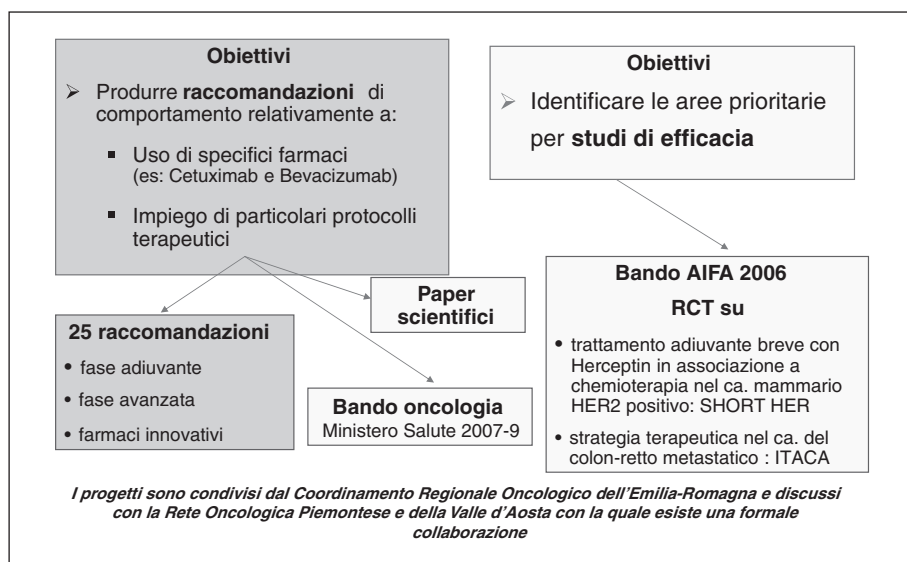 Obiettivi
➢ Produrre raccomandazioni di
comportamento relativamente a:
▪ Uso di specifici farmaci
(es: Cetuximab e Bevacizumab)
▪ Impiego di particolari protocolli
terapeutici
Obiettivi
➢ Identificare le aree prioritarie
per studi di efficacia
25 raccomandazioni
• fase adiuvante
• fase avanzata
• farmaci innovativi
Paper
scientifici
Bando oncologia
Ministero Salute 2007-9
Bando AIFA 2006
RCT su
• trattamento adiuvante breve con
Herceptin in associazione a
chemioterapia nel ca. mammario
HER2 positivo: SHORT HER
• strategia terapeutica nel ca. del
colon-retto metastatico : ITACA
I progetti sono condivisi dal Coordinamento Regionale Oncologico dell'Emilia-Romagna e discussi
con la Rete Oncologica Piemontese e della Valle d'Aosta con la quale esiste una formale
collaborazione